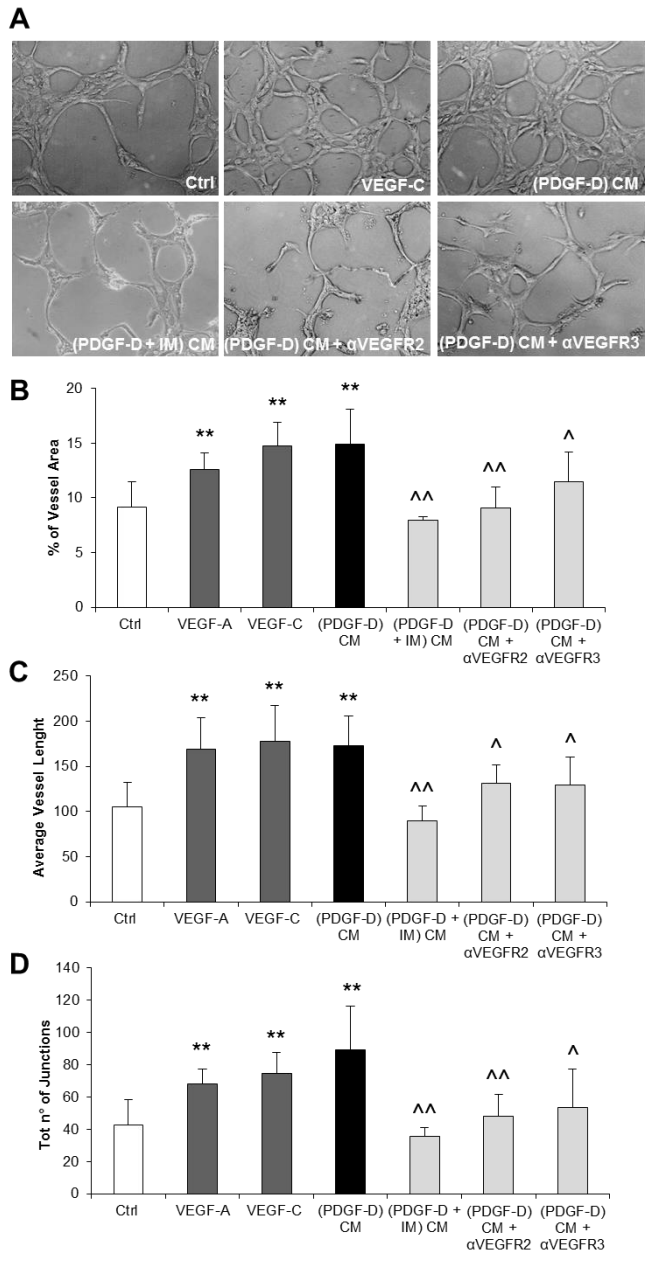 A
Ctrl
VEGF-C
(PDGF-D) CM
(PDGF-D + IM) CM
(PDGF-D) CM + αVEGFR2
(PDGF-D) CM + αVEGFR3
B
% of Vessel Area
20
15
10
5
0
**
**
**
^^
^^
^
Ctrl
VEGF-A
VEGF-C
(PDGF-D)
CM
(PDGF-D
+ IM) CM
(PDGF-D)
CM +
αVEGFR2
(PDGF-D)
CM +
αVEGFR3
C
Average Vessel Lenght
250
200
150
100
50
0
**
**
**
^^
^
^
Ctrl
VEGF-A
VEGF-C
(PDGF-D)
CM
(PDGF-D +
IM) CM
(PDGF-D)
CM +
αVEGFR2
(PDGF-D)
CM +
αVEGFR3
D
Tot n° of Junctions
140
120
100
80
60
40
20
0
**
**
**
^^
^^
^
Ctrl
VEGF-A
VEGF-C
(PDGF-D)
CM
(PDGF-D +
IM) CM
(PDGF-D)
CM +
αVEGFR2
(PDGF-D)
CM +
αVEGFR3